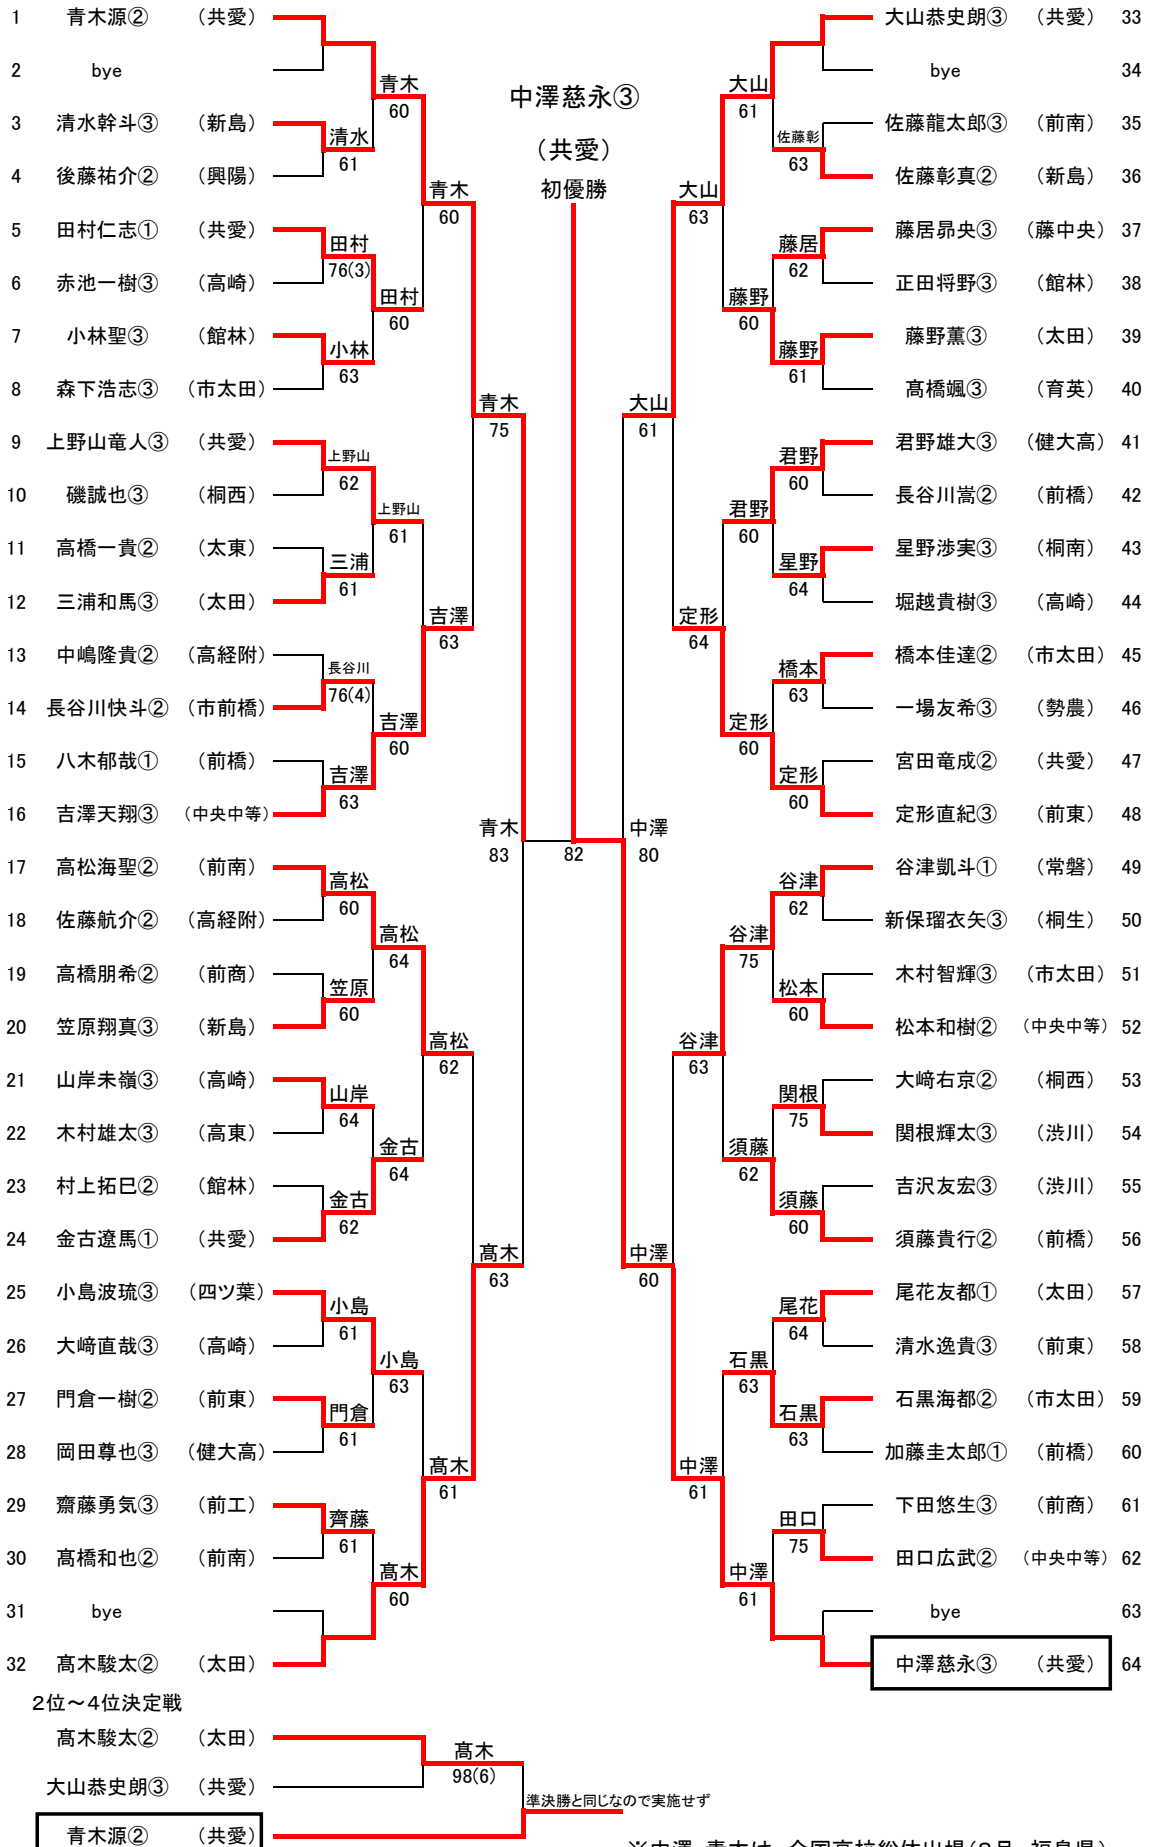 中澤慈永③
(共愛)
初優勝
1 青木源② (共愛)
2 bye
3 清水幹斗③ (新島)
4 後藤祐介② (興陽)
5 田村仁志① (共愛)
6 赤池一樹③ (高崎)
7 小林聖③ (館林)
8 森下浩志③ (市太田)
9 上野山竜人③ (共愛)
10 磯誠也③ (桐西)
11 高橋一貴② (太東)
12 三浦和馬③ (太田)
13 中嶋隆貴② (高経附)
14 長谷川快斗② (市前橋)
15 八木郁哉① (前橋)
16 吉澤天翔③ (中央中等)
17 高松海聖② (前南)
18 佐藤航介② (高経附)
19 高橋朋希② (前商)
20 笠原翔真③ (新島)
21 山岸未嶺③ (高崎)
22 木村雄太③ (高東)
23 村上拓巳② (館林)
24 金古遼馬① (共愛)
25 小島波琉③ (四ツ葉)
26 大﨑直哉③ (高崎)
27 門倉一樹② (前東)
28 岡田尊也③ (健大高)
29 齋藤勇気③ (前工)
30 髙橋和也② (前南)
31 bye
32 髙木駿太② (太田)
清水
61
田村
76(3)
小林
63
上野山
62
三浦
61
長谷川
76(4)
吉澤
63
高松
60
笠原
60
山岸
64
金古
62
小島
61
門倉
61
齊藤
61
青木
60
田村
60
上野山
61
吉澤
60
高松
64
金古
64
小島
63
髙木
60
青木
60
吉澤
63
高松
62
髙木
61
青木
75
髙木
63
青木
83
82
中澤
80
大山
61
中澤
60
大山
63
定形
64
谷津
63
中澤
61
大山
61
藤野
60
君野
60
定形
60
谷津
75
須藤
62
石黒
63
中澤
61
佐藤彰
63
藤居
62
藤野
61
君野
60
星野
64
橋本
63
定形
60
谷津
62
松本
60
関根
75
須藤
60
尾花
64
石黒
63
田口
75
大山恭史朗③ (共愛) 33
bye 34
佐藤龍太郎③ (前南) 35
佐藤彰真② (新島) 36
藤居昴央③ (藤中央) 37
正田将野③ (館林) 38
藤野薫③ (太田) 39
髙橋颯③ (育英) 40
君野雄大③ (健大高) 41
長谷川嵩② (前橋) 42
星野渉実③ (桐南) 43
堀越貴樹③ (高崎) 44
橋本佳達② (市太田) 45
一場友希③ (勢農) 46
宮田竜成② (共愛) 47
定形直紀③ (前東) 48
谷津凱斗① (常磐) 49
新保瑠衣矢③ (桐生) 50
木村智輝③ (市太田) 51
松本和樹② (中央中等) 52
大﨑右京② (桐西) 53
関根輝太③ (渋川) 54
吉沢友宏③ (渋川) 55
須藤貴行② (前橋) 56
尾花友都① (太田) 57
清水逸貴③ (前東) 58
石黒海都② (市太田) 59
加藤圭太郎① (前橋) 60
下田悠生③ (前商) 61
田口広武② (中央中等) 62
bye 63
中澤慈永③ (共愛) 64
2位～4位決定戦
髙木駿太② (太田)
大山恭史朗③ (共愛)
青木源② (共愛)
髙木
98(6)
準決勝と同じなので実施せず